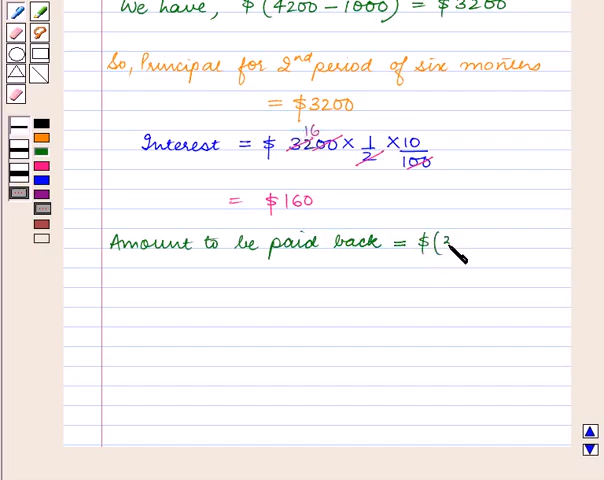 We have, $(4200 - 1000) = $3200
So, Principal for 2nd period of six months
= $3200
16
Interest = $ 3200 × 1/2 × 10/100
= $160
Amount to be paid back = $(3